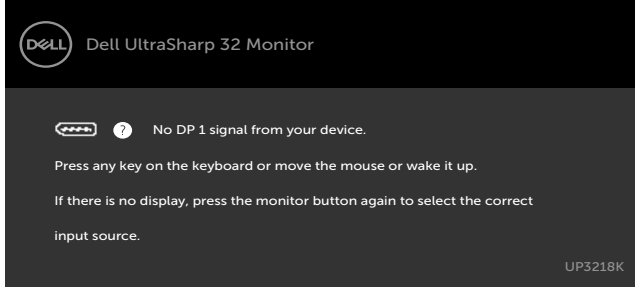 DELL Dell UltraSharp 32 Monitor
? No DP 1 signal from your device.
Press any key on the keyboard or move the mouse or wake it up.
If there is no display, press the monitor button again to select the correct
input source.
UP3218K